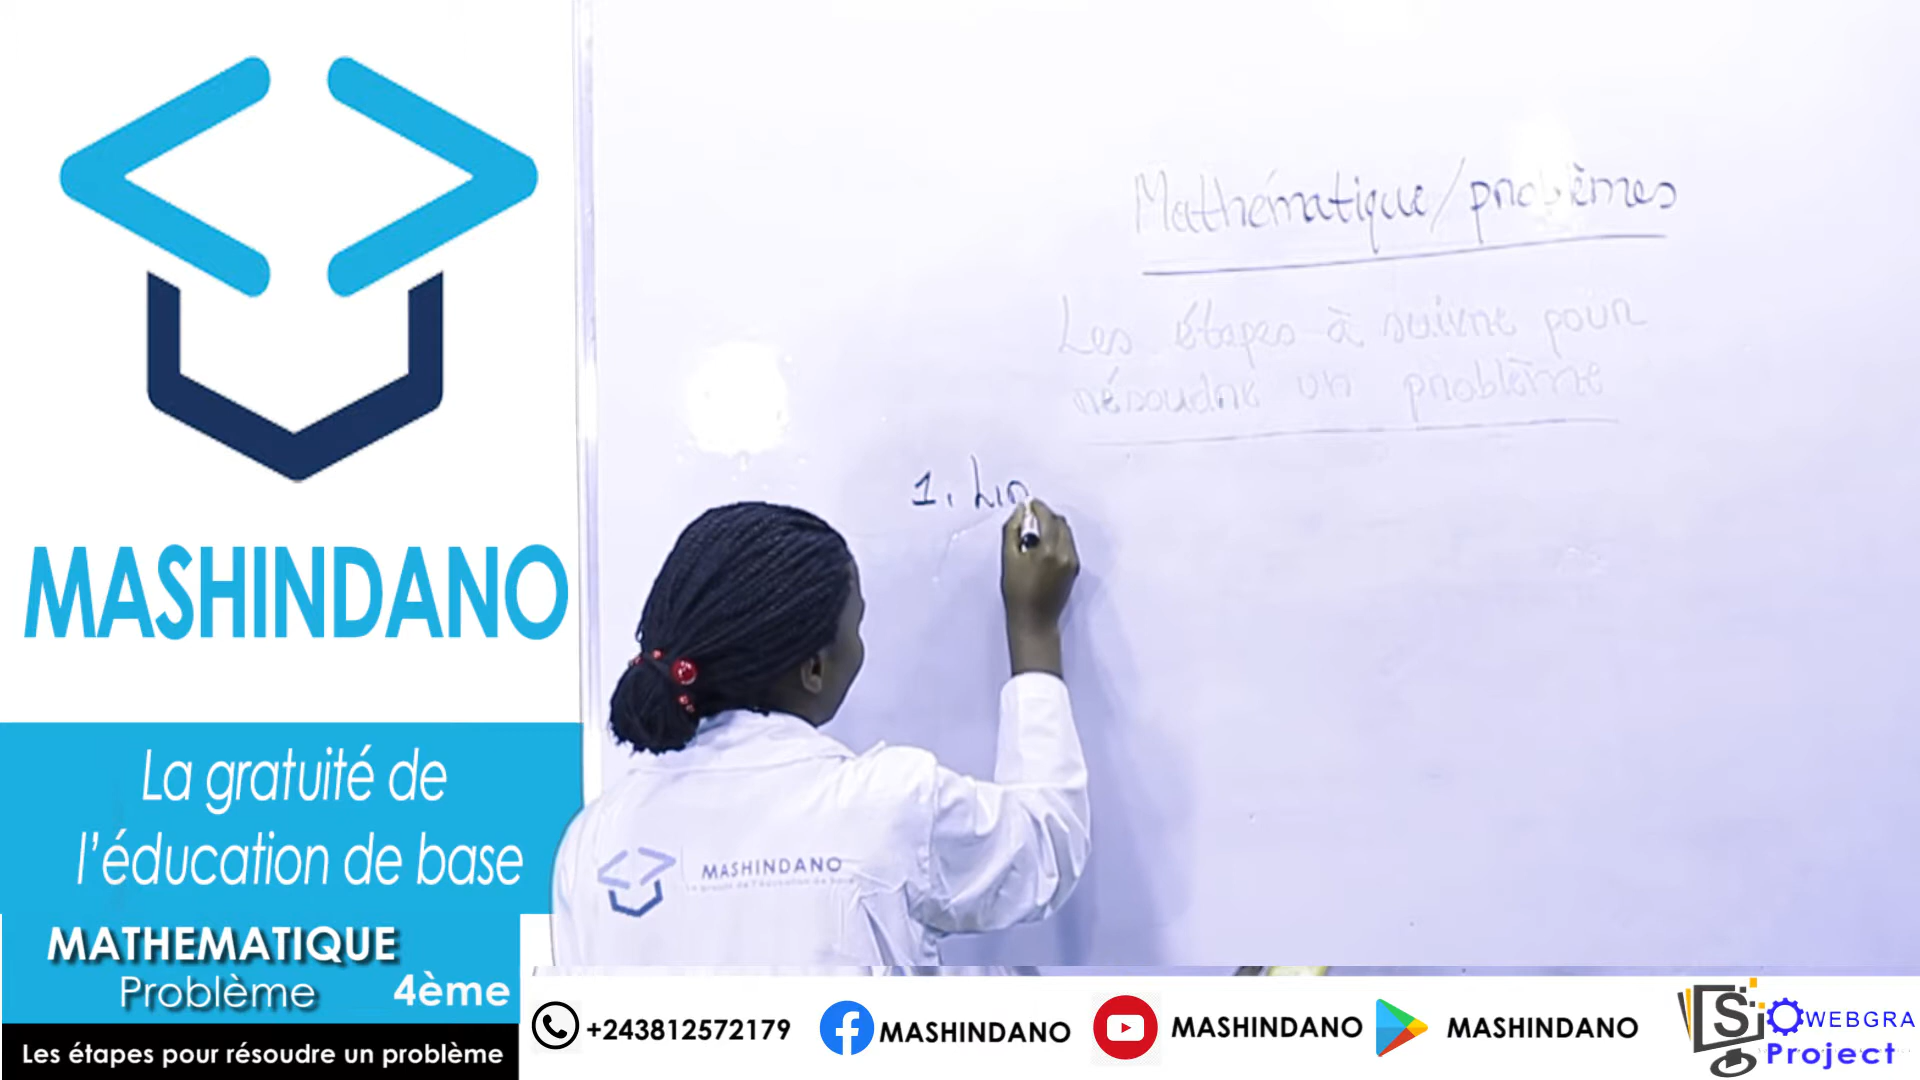 MASHINDANO
La gratuité de
l'éducation de base
MATHEMATIQUE
Problème 4ème
Les étapes pour résoudre un problème
Mathématique/problèmes
Les étapes à suivre pour
résoudre un problème
1. Lir
MASHINDANO
+243812572179
MASHINDANO
MASHINDANO
MASHINDANO
WEBGRA
Project